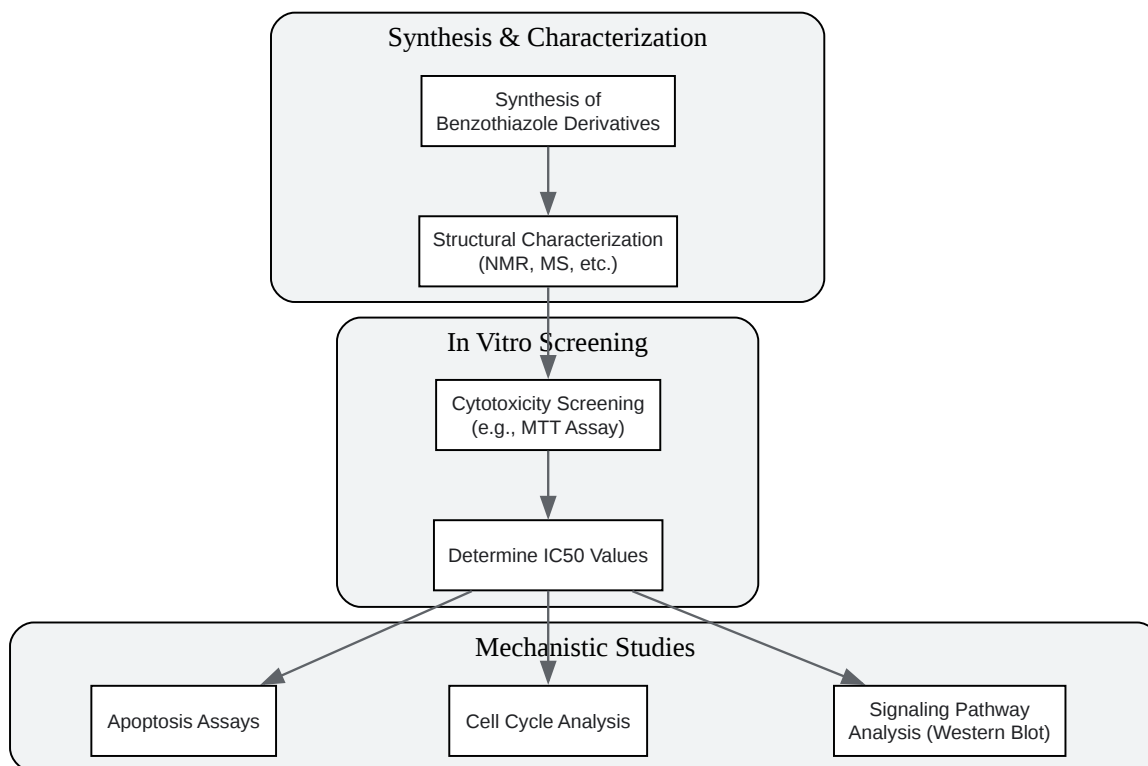 Synthesis & Characterization
Synthesis of
Benzothiazole Derivatives
Structural Characterization
(NMR, MS, etc.)
In Vitro Screening
Cytotoxicity Screening
(e.g., MTT Assay)
Determine IC50 Values
Mechanistic Studies
Apoptosis Assays
Cell Cycle Analysis
Signaling Pathway
Analysis (Western Blot)